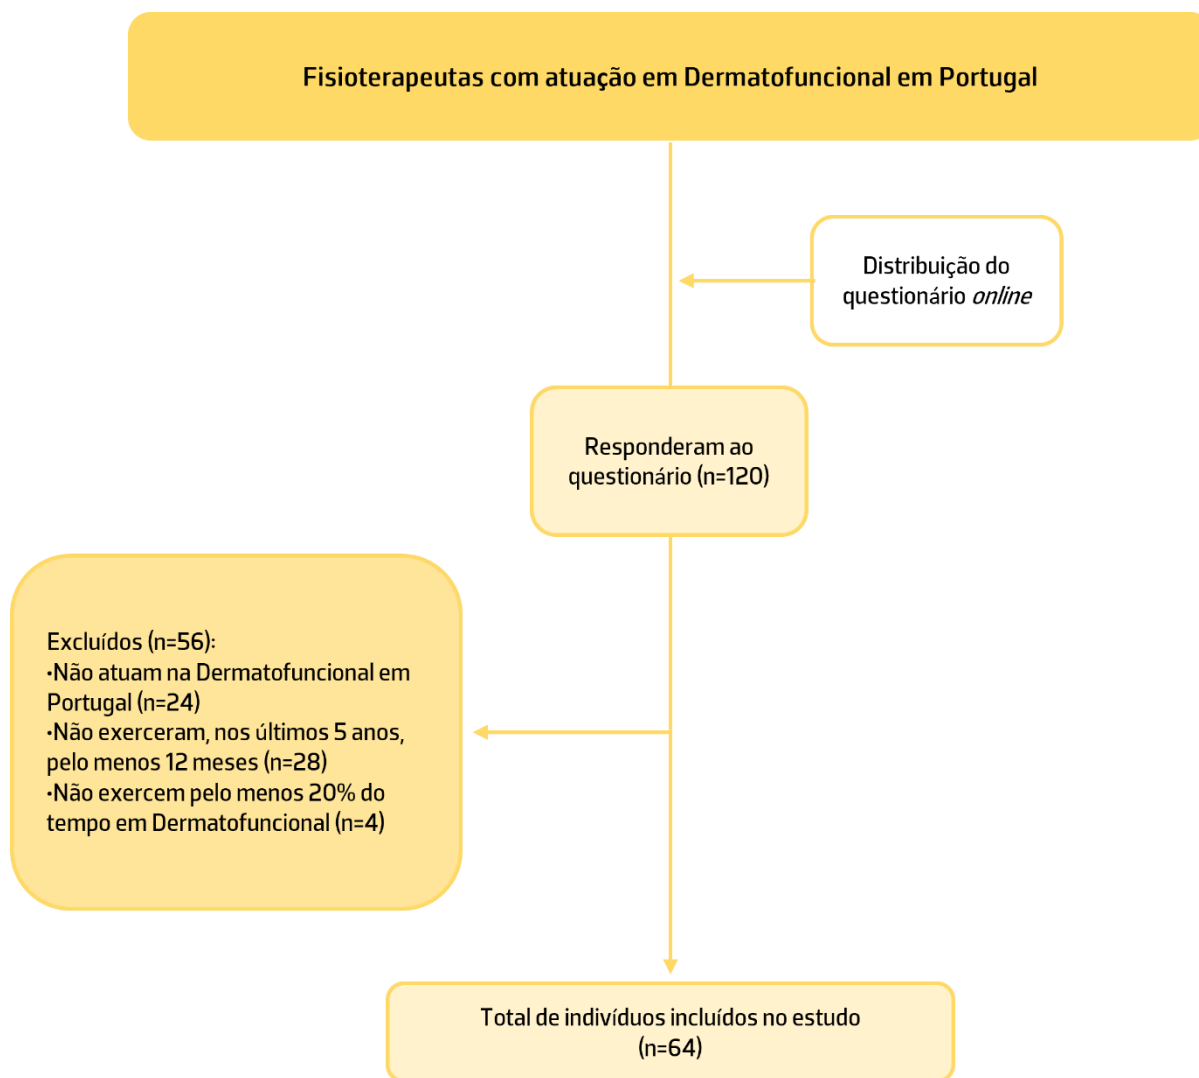 Fisioterapeutas com atuação em Dermatofuncional em Portugal
Distribuição do
questionário online
Responderam ao
questionário (n=120)
Excluídos (n=56):
•Não atuam na Dermatofuncional em
Portugal (n=24)
•Não exerceram, nos últimos 5 anos,
pelo menos 12 meses (n=28)
•Não exercem pelo menos 20% do
tempo em Dermatofuncional (n=4)
Total de indivíduos incluídos no estudo
(n=64)